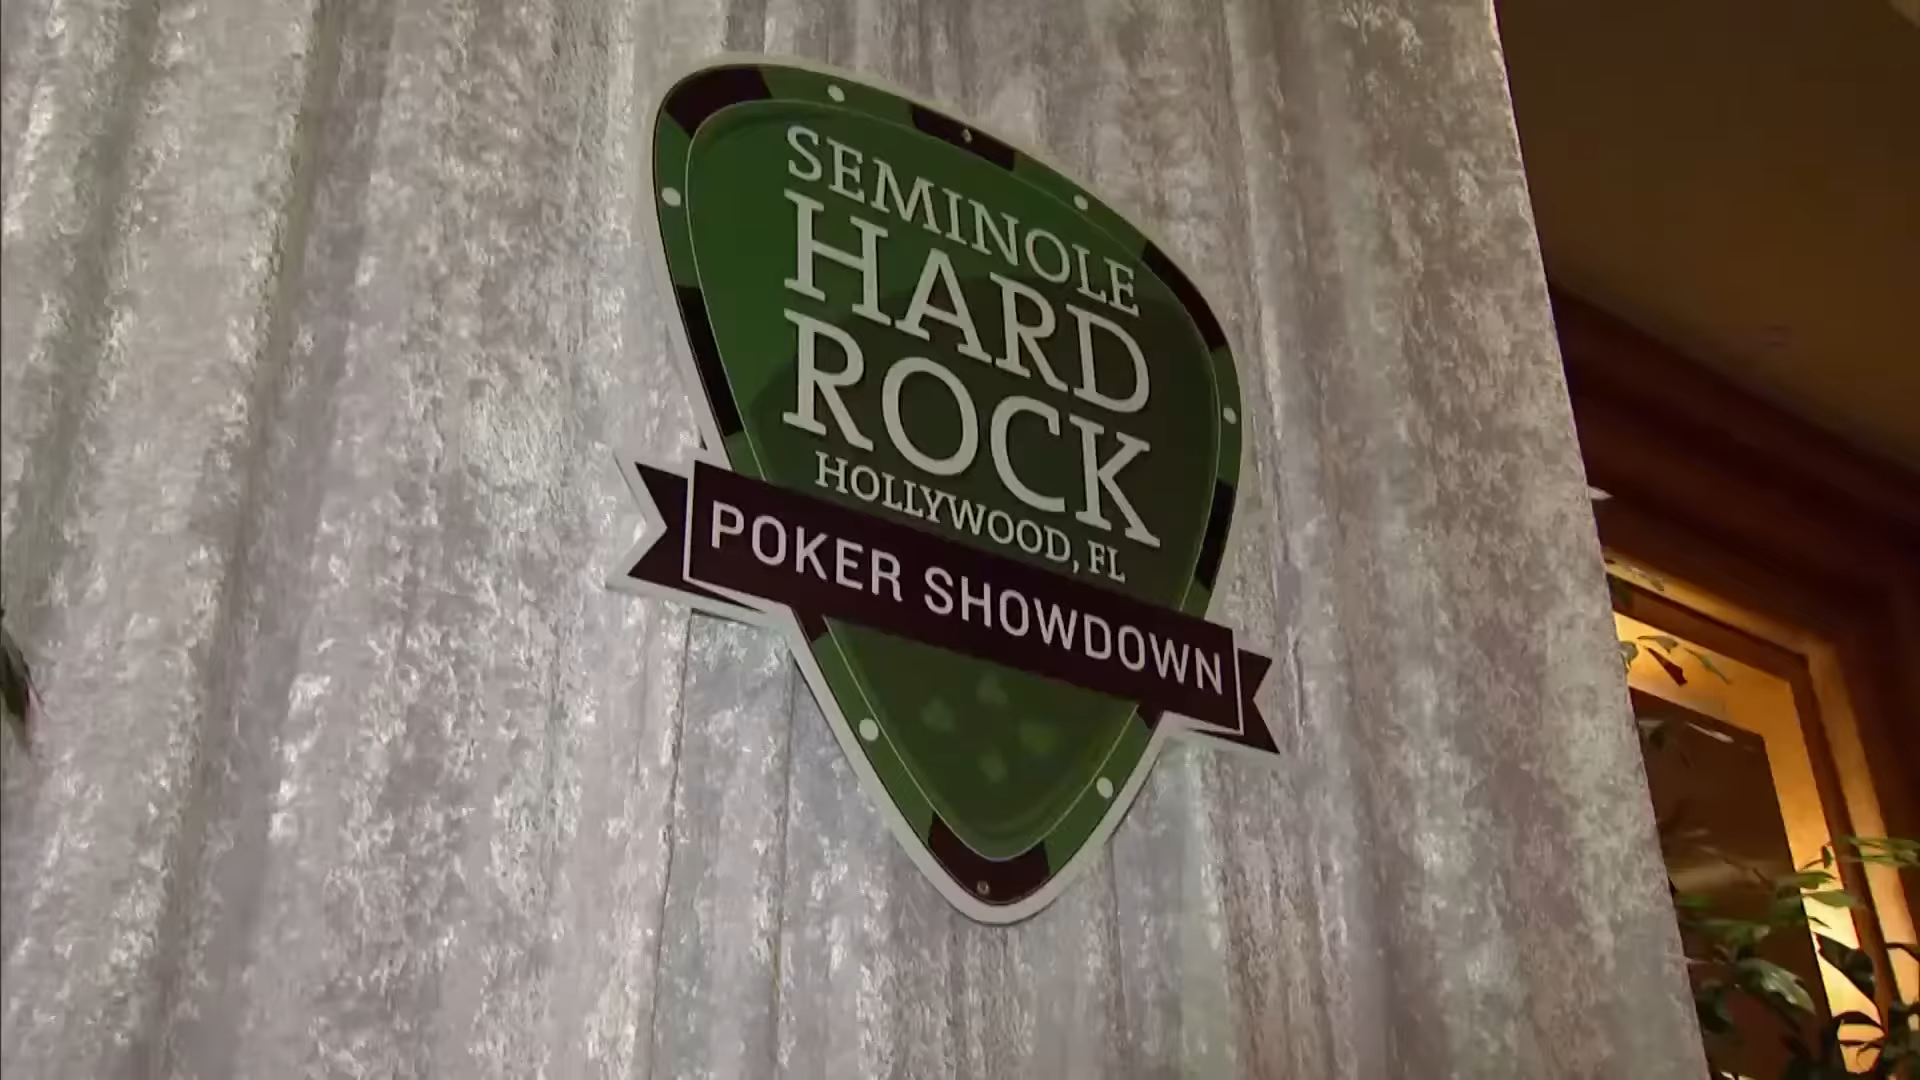 SEMINOLE
HARD
ROCK
HOLLYWOOD, FL
POKER SHOWDOWN